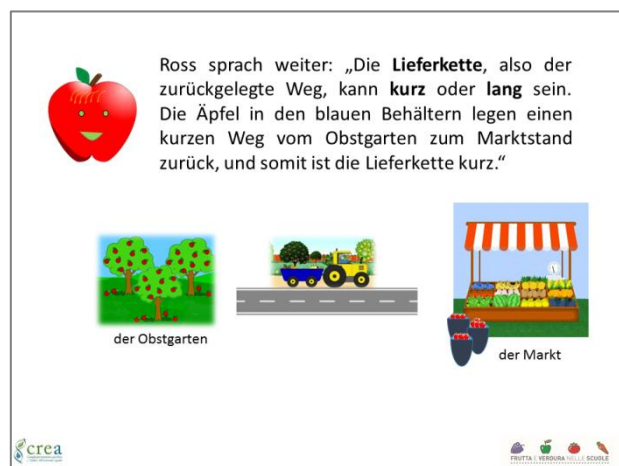 Ross sprach weiter: „Die Lieferkette, also der
zurückgelegte Weg, kann kurz oder lang sein.
Die Äpfel in den blauen Behältern legen einen
kurzen Weg vom Obstgarten zum Marktstand
zurück, und somit ist die Lieferkette kurz.“
der Obstgarten
der Markt
crea
FRUTTA E VERDURA NELLE SCUOLE